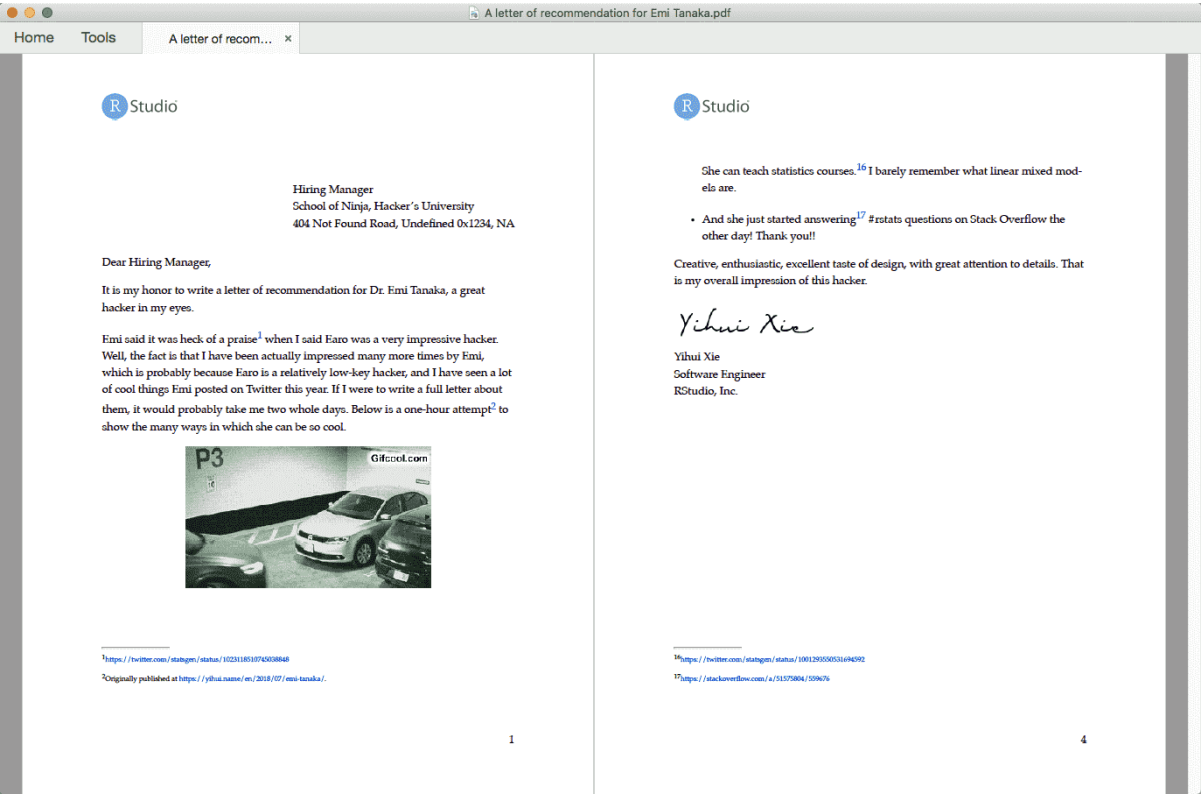 A letter of recommendation for Emi Tanaka.pdf
Home Tools A letter of recom... ×
R Studio
Hiring Manager
School of Ninja, Hacker's University
404 Not Found Road, Undefined 0x1234, NA
Dear Hiring Manager,
It is my honor to write a letter of recommendation for Dr. Emi Tanaka, a great
hacker in my eyes.
Emi said it was heck of a praise1 when I said Earo was a very impressive hacker.
Well, the fact is that I have been actually impressed many more times by Emi,
which is probably because Earo is a relatively low-key hacker, and I have seen a lot
of cool things Emi posted on Twitter this year. If I were to write a full letter about
them, it would probably take me two whole days. Below is a one-hour attempt2 to
show the many ways in which she can be so cool.
P3
Gifcool.com
1https://twitter.com/statsgen/status/1023118510745038848
2Originally published at https://yihui.name/en/2018/07/emi-tanaka/.
1
R Studio
She can teach statistics courses.16 I barely remember what linear mixed mod-
els are.
• And she just started answering17 #rstats questions on Stack Overflow the
other day! Thank you!!
Creative, enthusiastic, excellent taste of design, with great attention to details. That
is my overall impression of this hacker.
Yihui Xie
Yihui Xie
Software Engineer
RStudio, Inc.
16https://twitter.com/statsgen/status/1001293550531694592
17https://stackoverflow.com/a/51575804/559676
4